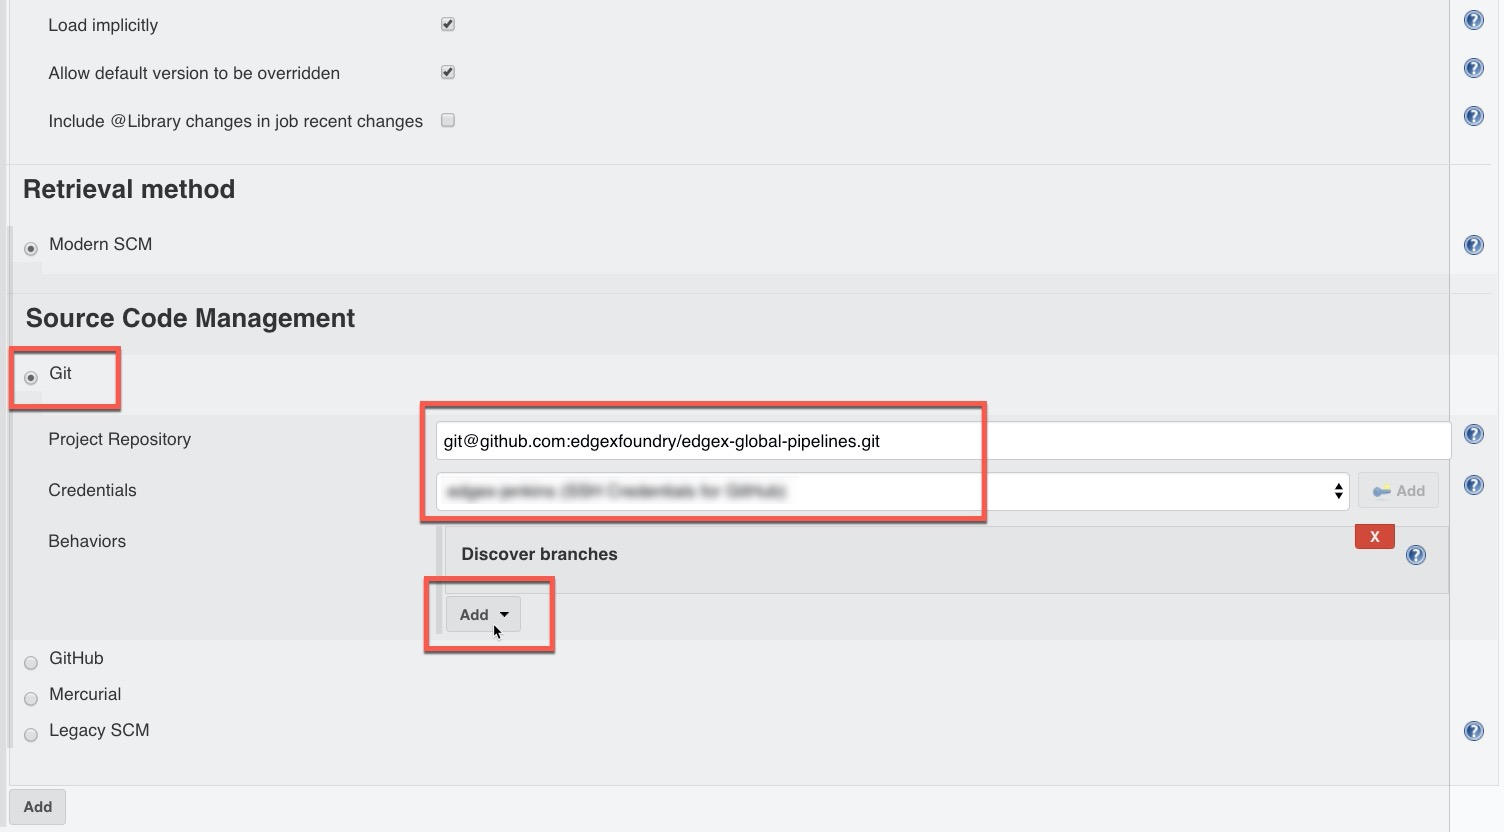 Load implicitly
Allow default version to be overridden
Include @Library changes in job recent changes
Retrieval method
Modern SCM
Source Code Management
Git
Project Repository
git@github.com:edgexfoundry/edgex-global-pipelines.git
Credentials
Add
Behaviors
Discover branches
X
Add
GitHub
Mercurial
Legacy SCM
Add